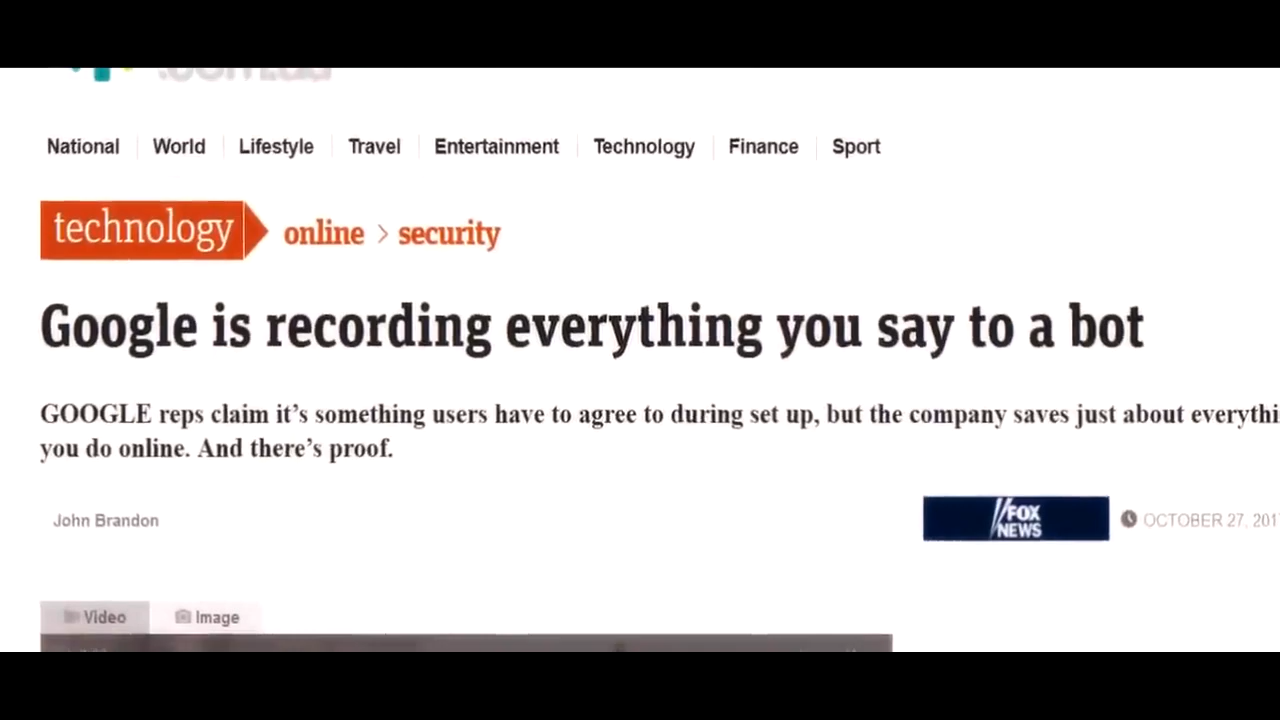 .com.au
National World Lifestyle Travel Entertainment Technology Finance Sport
technology online > security
Google is recording everything you say to a bot
GOOGLE reps claim it's something users have to agree to during set up, but the company saves just about everythi
you do online. And there's proof.
John Brandon FOX NEWS OCTOBER 27, 201
Video Image